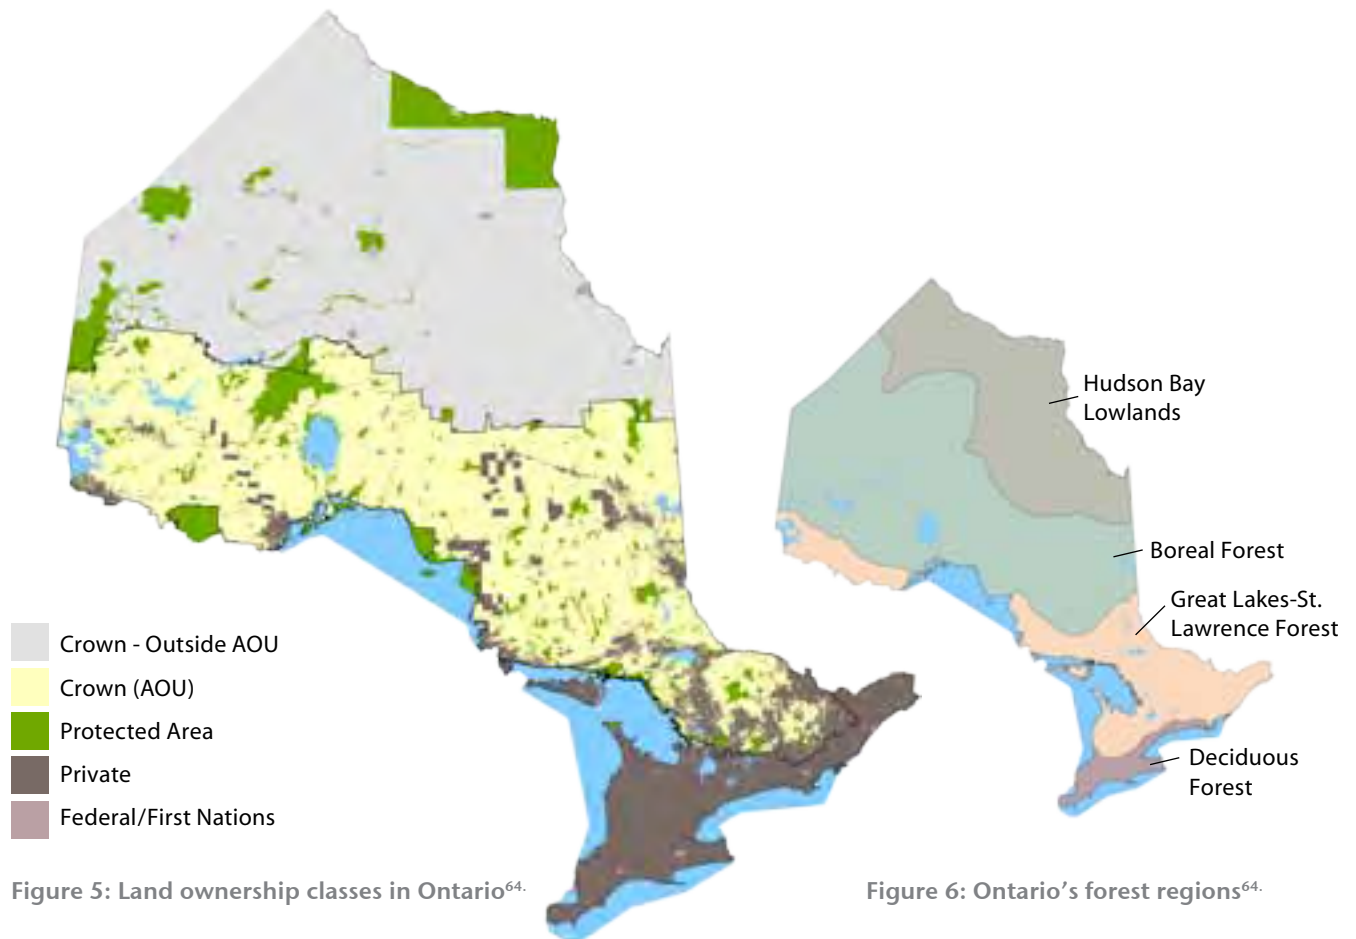 Hudson Bay
Lowlands
Boreal Forest
Great Lakes-St.
Lawrence Forest
Deciduous
Forest
Crown - Outside AOU
Crown (AOU)
Protected Area
Private
Federal/First Nations
Figure 5: Land ownership classes in Ontario64.
Figure 6: Ontario’s forest regions64.